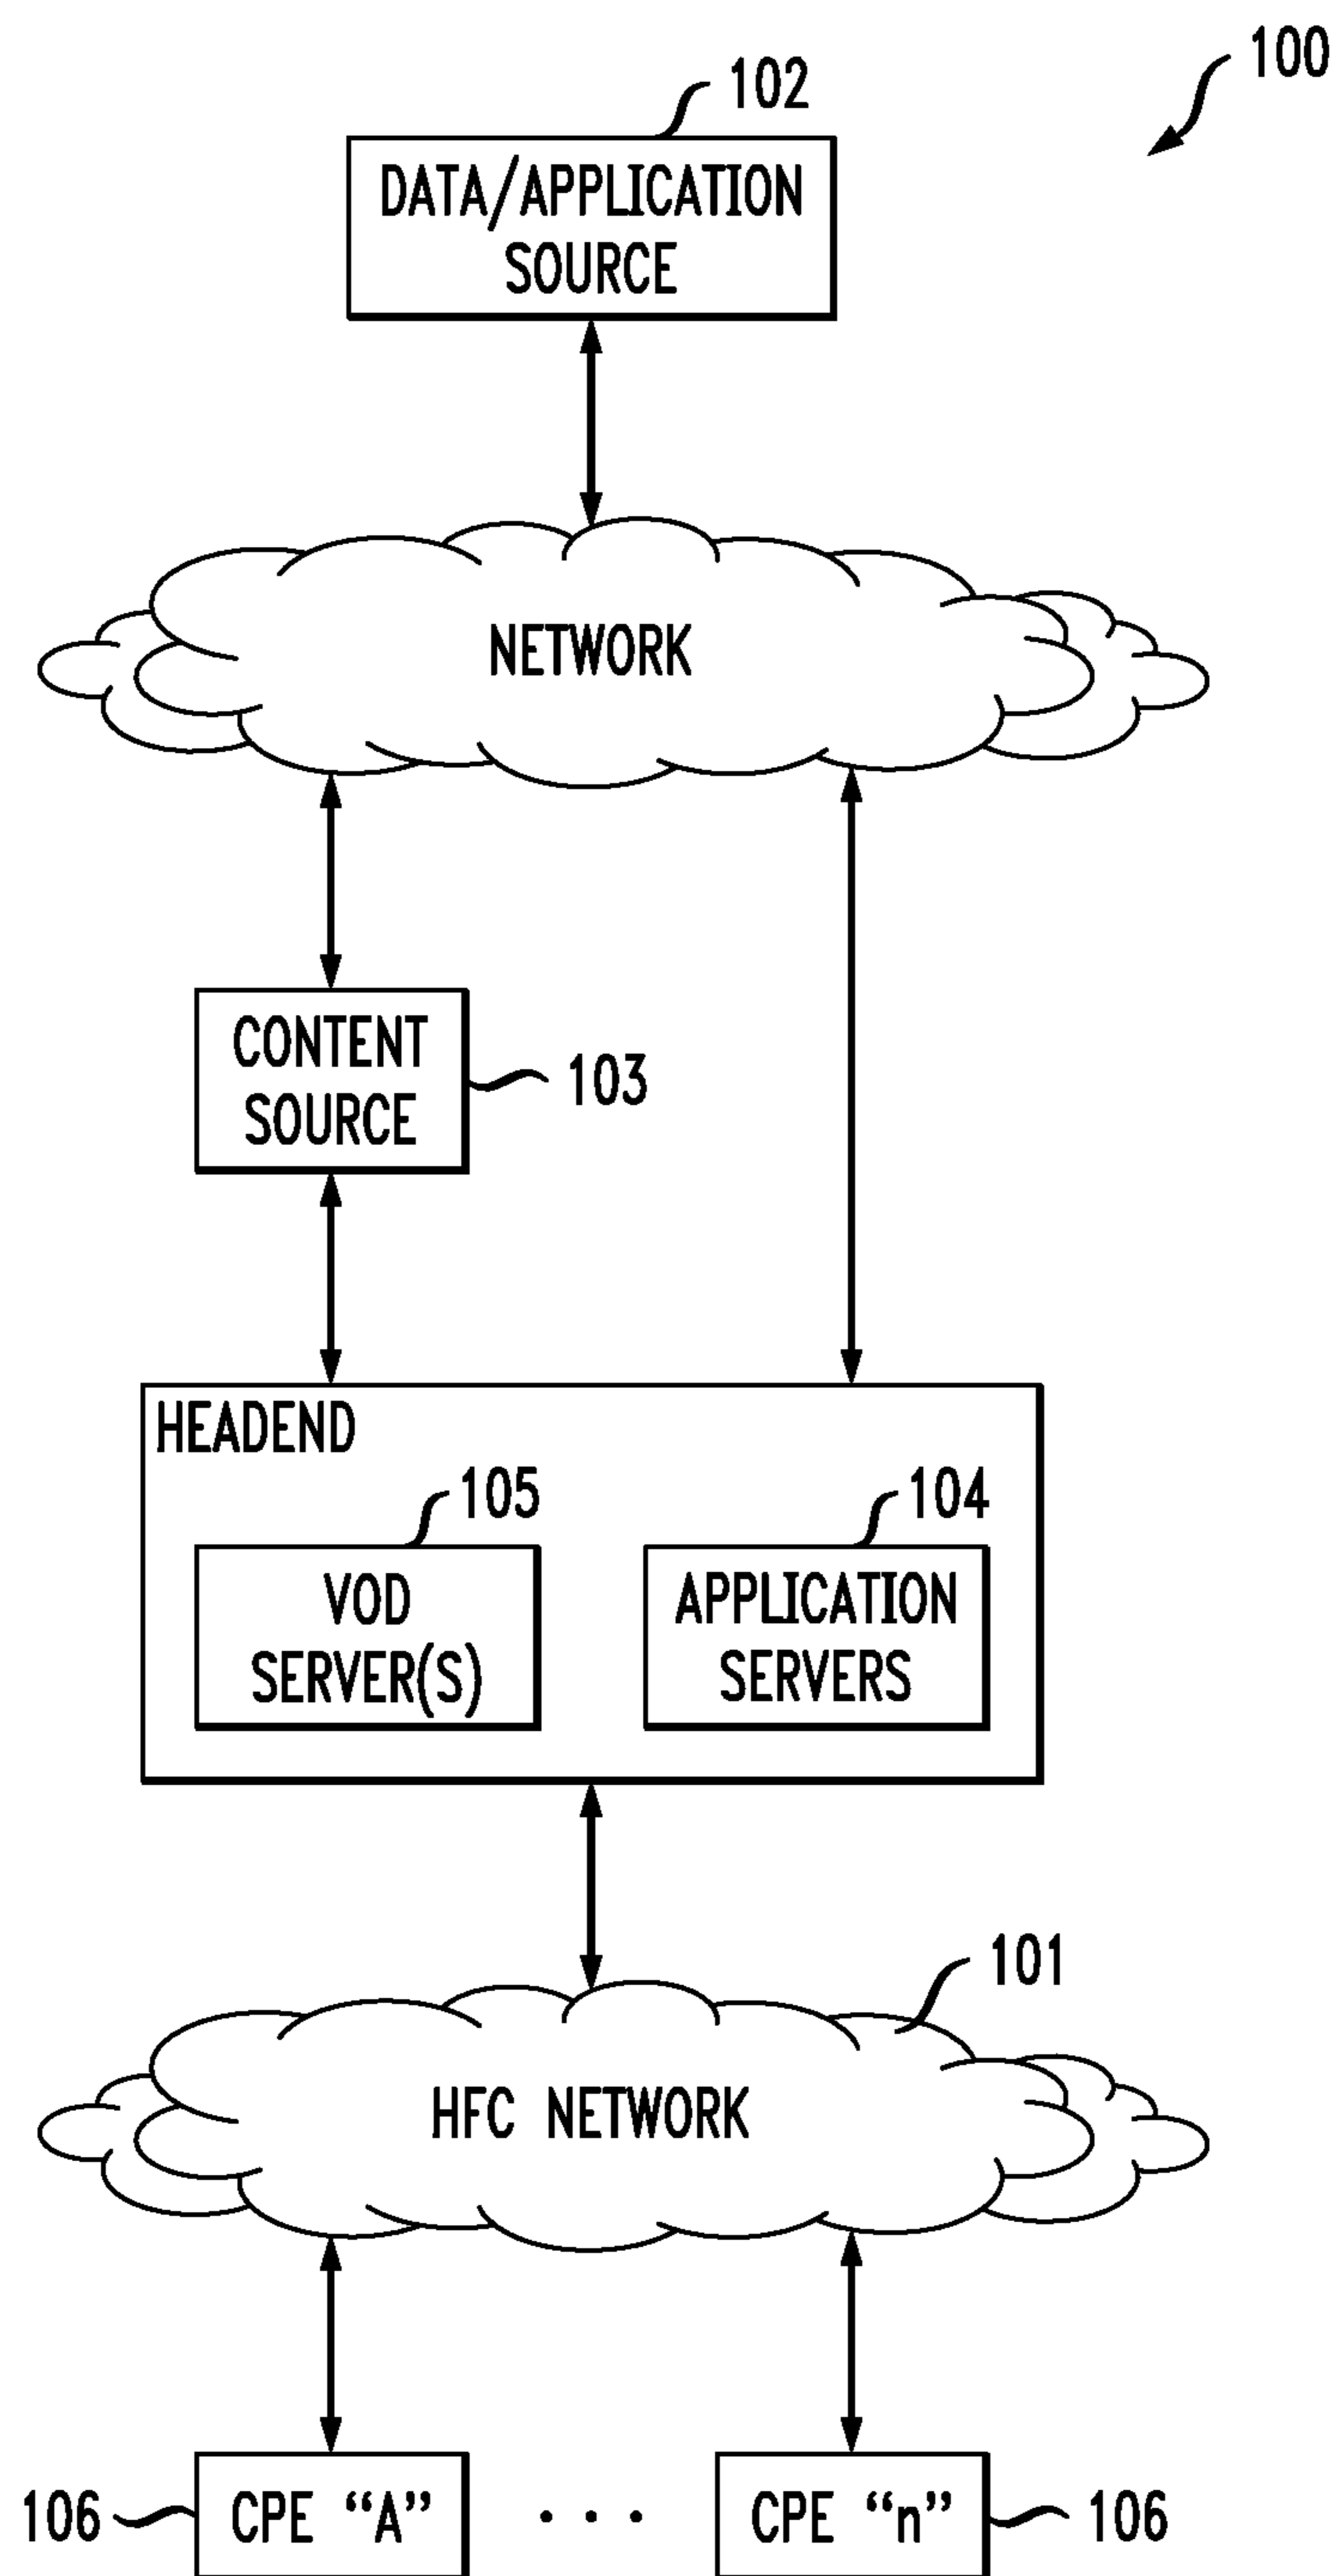 100
102
DATA/APPLICATION
SOURCE
NETWORK
CONTENT
SOURCE
103
HEADEND
105
104
VOD
SERVER(S)
APPLICATION
SERVERS
101
HFC NETWORK
106
CPE “A”
. . .
CPE “n”
106